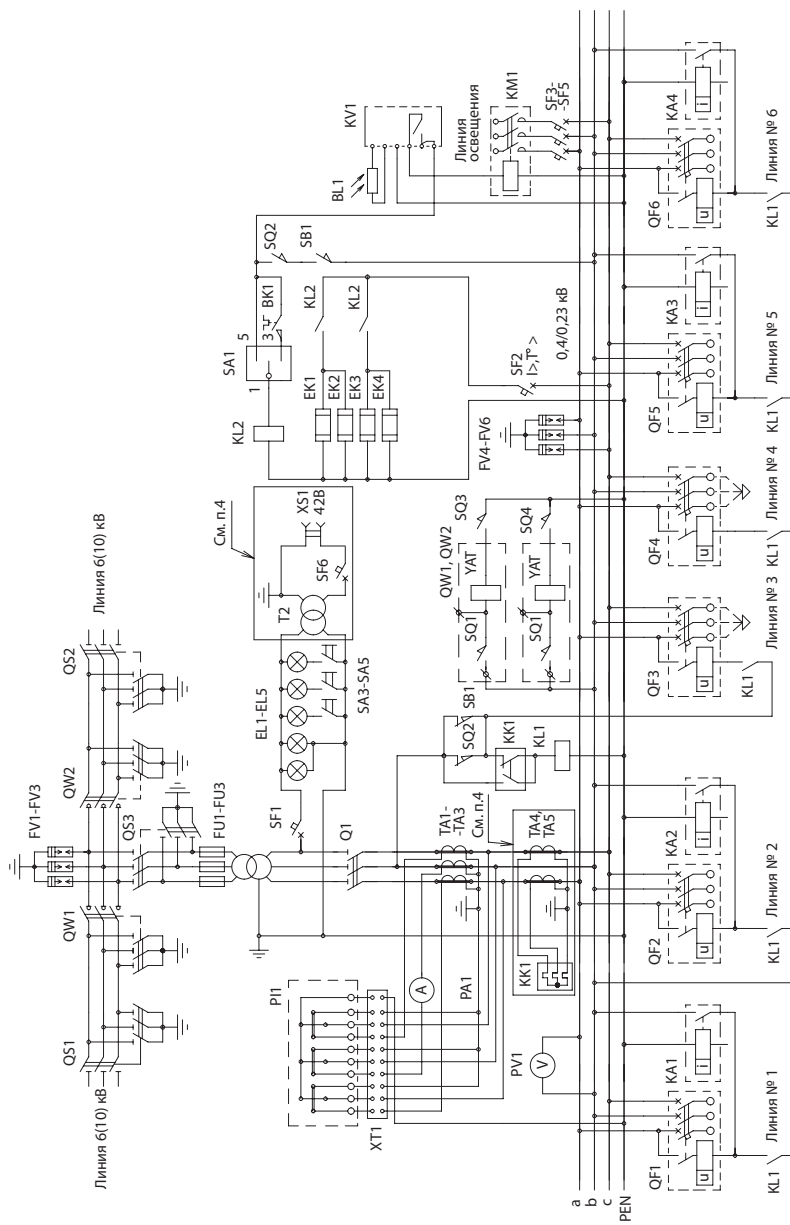 Линия 6(10) кВ
QS1
QW1
FV1-FV3
QS3
FU1-FU3
QW2
QS2
Линия 6(10) кВ
См. п.4
T2
XS1
42В
SF6
EL1-EL5
SA3-SA5
SF1
Q1
PI1
XT1
A
PA1
TA1-
-TA3
См. п.4
TA4,
TA5
KK1
PV1
V
SA1
1
5
3
BK1
SQ2
SB1
KL2
KL2
KL2
EK1
EK2
EK3
EK4
SF2
I>,T°>
0,4/0,23 кВ
FV4-FV6
KV1
BL1
Линия
освещения
KM1
SF3-
-SF5
QW1, QW2
SQ1
YAT
SQ3
SQ1
YAT
SQ4
SB1
SQ2
KK1
KL1
a
b
c
PEN
QF1
u
KA1
i
KL1
Линия № 1
QF2
u
KA2
i
KL1
Линия № 2
QF3
u
KL1
Линия № 3
QF4
u
KL1
Линия № 4
QF5
u
KA3
i
KL1
Линия № 5
QF6
u
KA4
i
KL1
Линия № 6